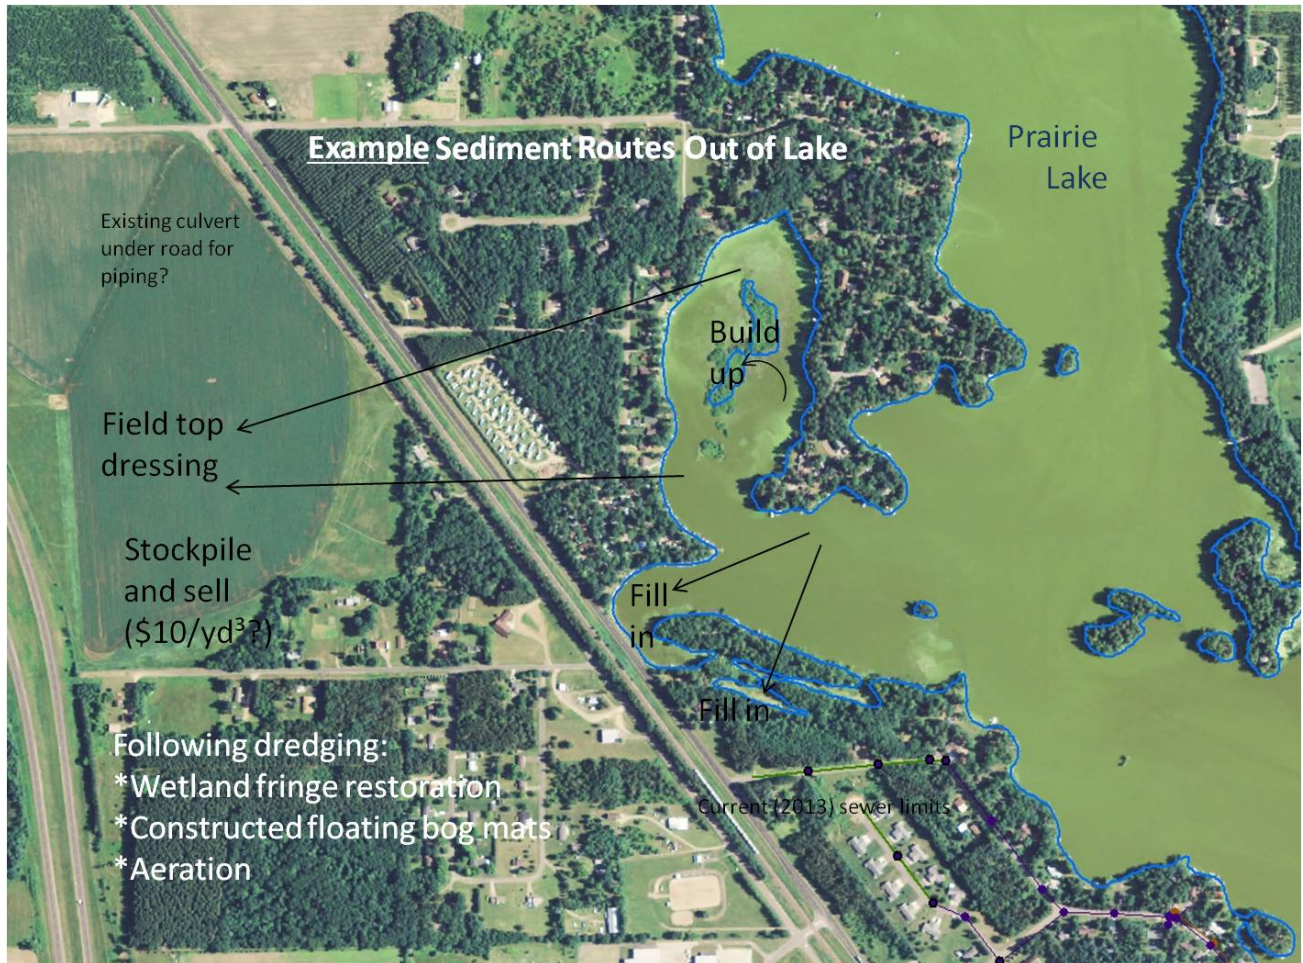 Example Sediment Routes Out of Lake
Prairie
Lake
Existing culvert
under road for
piping?
Build
up
Field top
dressing
Stockpile
and sell
($10/yd³?)
Fill
in
Fill in
Following dredging:
*Wetland fringe restoration
*Constructed floating bog mats
*Aeration
Current (2013) sewer limits